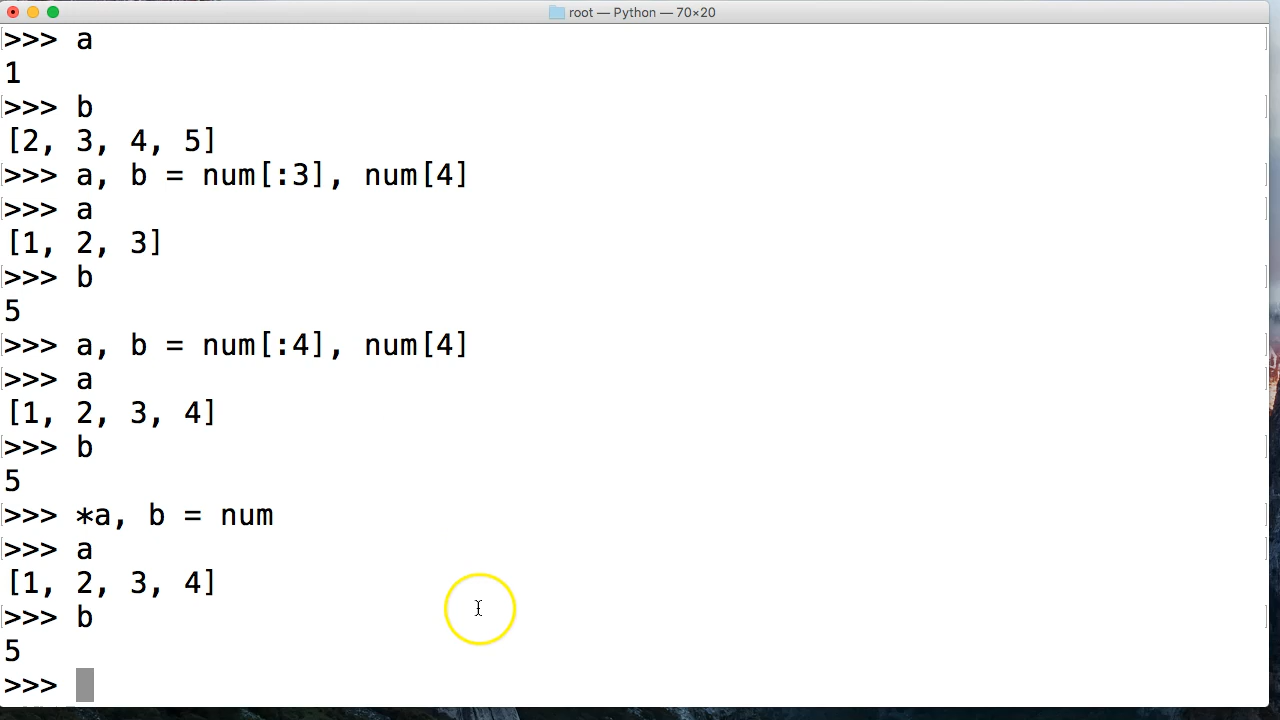 root — Python — 70×20
>>> a
1
>>> b
[2, 3, 4, 5]
>>> a, b = num[:3], num[4]
>>> a
[1, 2, 3]
>>> b
5
>>> a, b = num[:4], num[4]
>>> a
[1, 2, 3, 4]
>>> b
5
>>> *a, b = num
>>> a
[1, 2, 3, 4]
>>> b
5
>>>